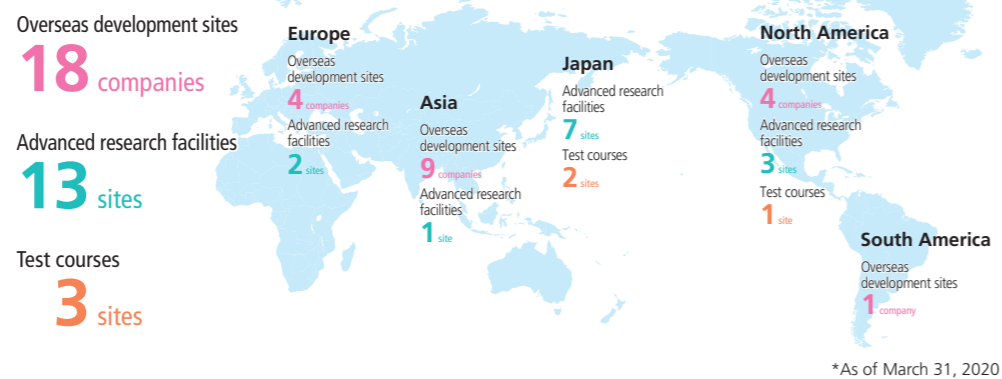 Overseas development sites
18 companies
Advanced research facilities
13 sites
Test courses
3 sites
Europe
Overseas
development sites
4 companies
Advanced research
facilities
2 sites
Asia
Overseas
development sites
9 companies
Advanced research
facilities
1 site
Japan
Advanced research
facilities
7 sites
Test courses
2 sites
North America
Overseas
development sites
4 companies
Advanced research
facilities
3 sites
Test courses
1 site
South America
Overseas
development sites
1 company
*As of March 31, 2020